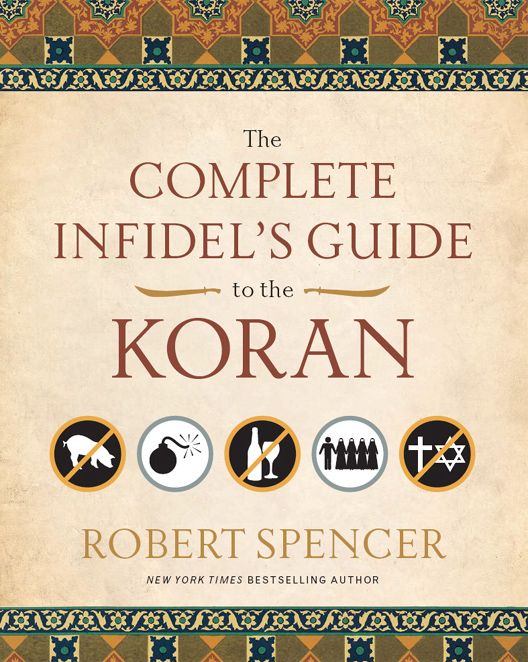 The
COMPLETE
INFIDEL'S GUIDE
to the
KORAN
ROBERT SPENCER
NEW YORK TIMES BESTSELLING AUTHOR